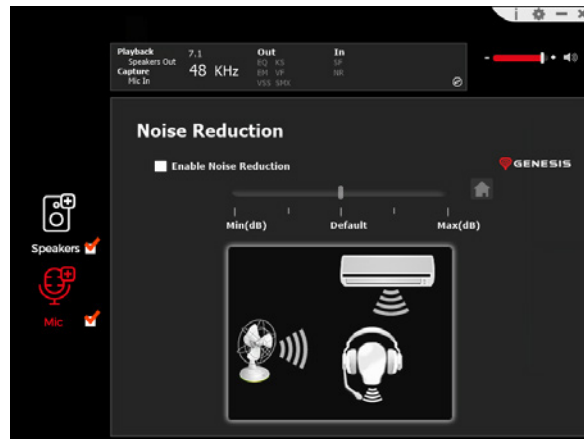 Playback 7.1 Out In
Speakers Out EQ KS SF
Capture 48 KHz EM VF NR
Mic In VSS SMX
Noise Reduction
Enable Noise Reduction
GENESIS
Min(dB) Default Max(dB)
Speakers
Mic